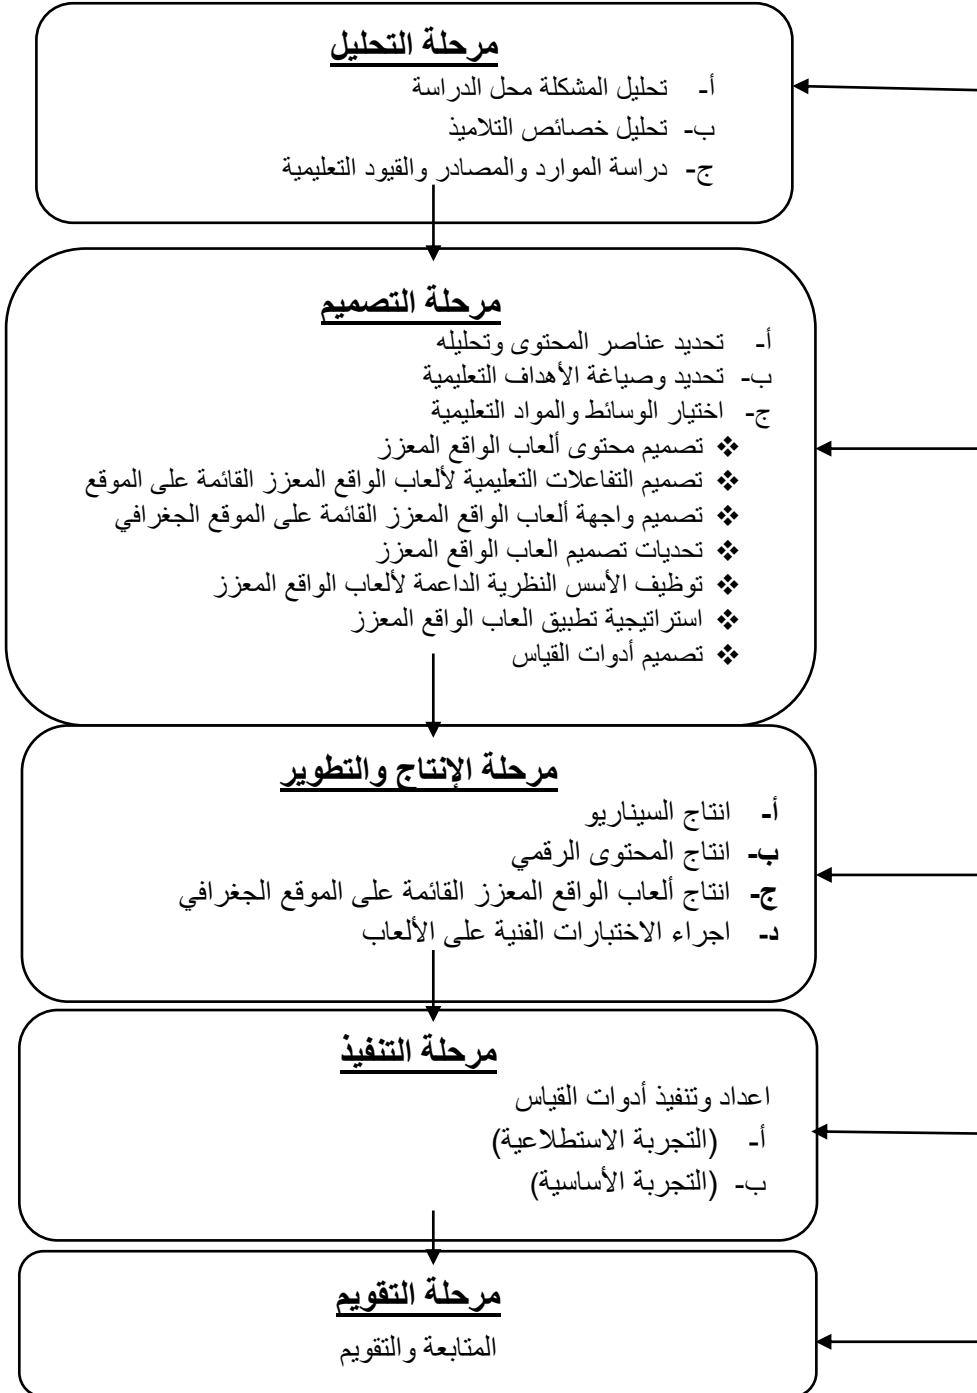 مرحلة التحليل
أ- تحليل المشكلة محل الدراسة
ب- تحليل خصائص التلاميذ
ج- دراسة الموارد والمصادر والقيود التعليمية
مرحلة التصميم
أ- تحديد عناصر المحتوى وتحليله
ب- تحديد وصياغة الأهداف التعليمية
ج- اختيار الوسائط والمواد التعليمية
❖ تصميم محتوى ألعاب الواقع المعزز
❖ تصميم التفاعلات التعليمية لألعاب الواقع المعزز القائمة على الموقع
❖ تصميم واجهة ألعاب الواقع المعزز القائمة على الموقع الجغرافي
❖ تحديات تصميم العاب الواقع المعزز
❖ توظيف الأسس النظرية الداعمة لألعاب الواقع المعزز
❖ استراتيجية تطبيق العاب الواقع المعزز
❖ تصميم أدوات القياس
مرحلة الإنتاج والتطوير
أ- انتاج السيناريو
ب- انتاج المحتوى الرقمي
ج- انتاج ألعاب الواقع المعزز القائمة على الموقع الجغرافي
د- اجراء الاختبارات الفنية على الألعاب
مرحلة التنفيذ
اعداد وتنفيذ أدوات القياس
أ- (التجربة الاستطلاعية)
ب- (التجربة الأساسية)
مرحلة التقويم
المتابعة والتقويم